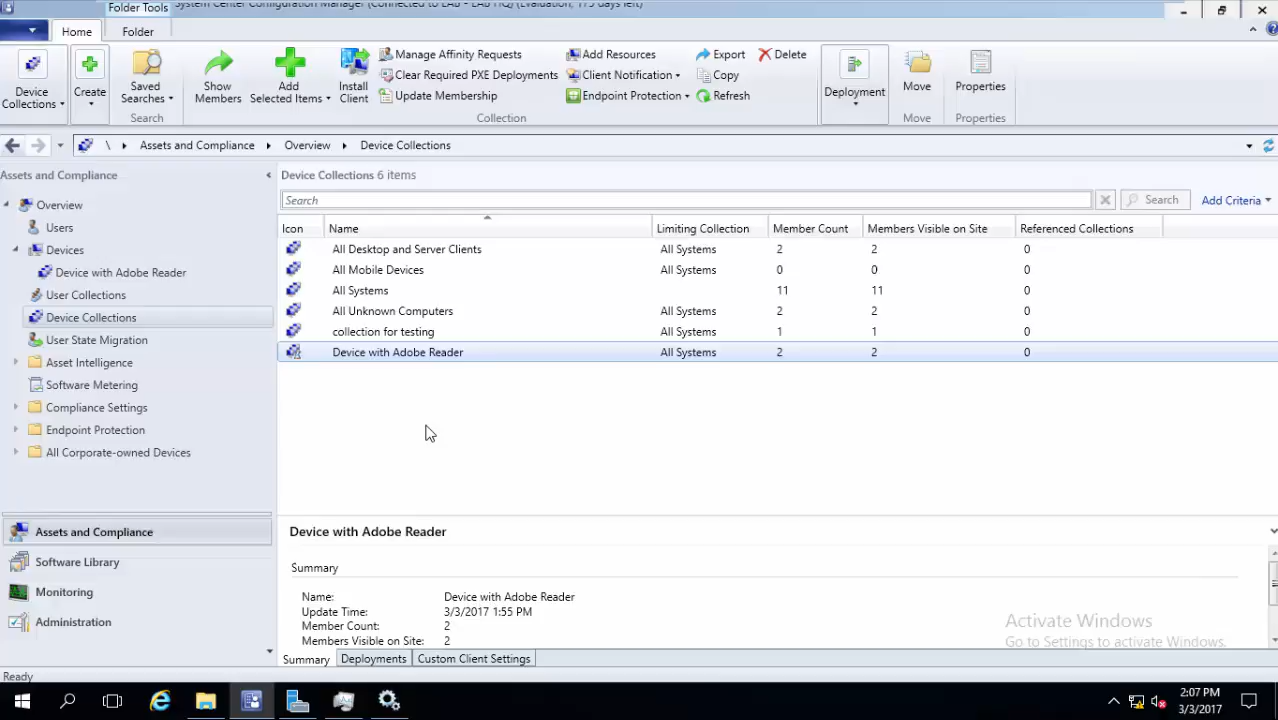 Folder Tools System Center Configuration Manager (Connected to LAB - LAB HQ) (Evaluation, 175 days left)
Home Folder
Device Collections
Create
Saved Searches
Show Members
Add Selected Items
Install Client
Manage Affinity Requests
Clear Required PXE Deployments
Update Membership
Add Resources
Client Notification
Endpoint Protection
Export
Copy
Refresh
Delete
Deployment
Move
Properties
Search Collection Move Properties
\ Assets and Compliance Overview Device Collections
Assets and Compliance
Overview
Users
Devices
Device with Adobe Reader
User Collections
Device Collections
User State Migration
Asset Intelligence
Software Metering
Compliance Settings
Endpoint Protection
All Corporate-owned Devices
Assets and Compliance
Software Library
Monitoring
Administration
Device Collections 6 items
Search Search Add Criteria
Icon Name Limiting Collection Member Count Members Visible on Site Referenced Collections
All Desktop and Server Clients All Systems 2 2 0
All Mobile Devices All Systems 0 0 0
All Systems 11 11 0
All Unknown Computers All Systems 2 2 0
collection for testing All Systems 1 1 0
Device with Adobe Reader All Systems 2 2 0
Device with Adobe Reader
Summary
Name: Device with Adobe Reader
Update Time: 3/3/2017 1:55 PM
Member Count: 2
Members Visible on Site: 2
Activate Windows
Go to Settings to activate Windows.
Summary Deployments Custom Client Settings
Ready
2:07 PM
3/3/2017